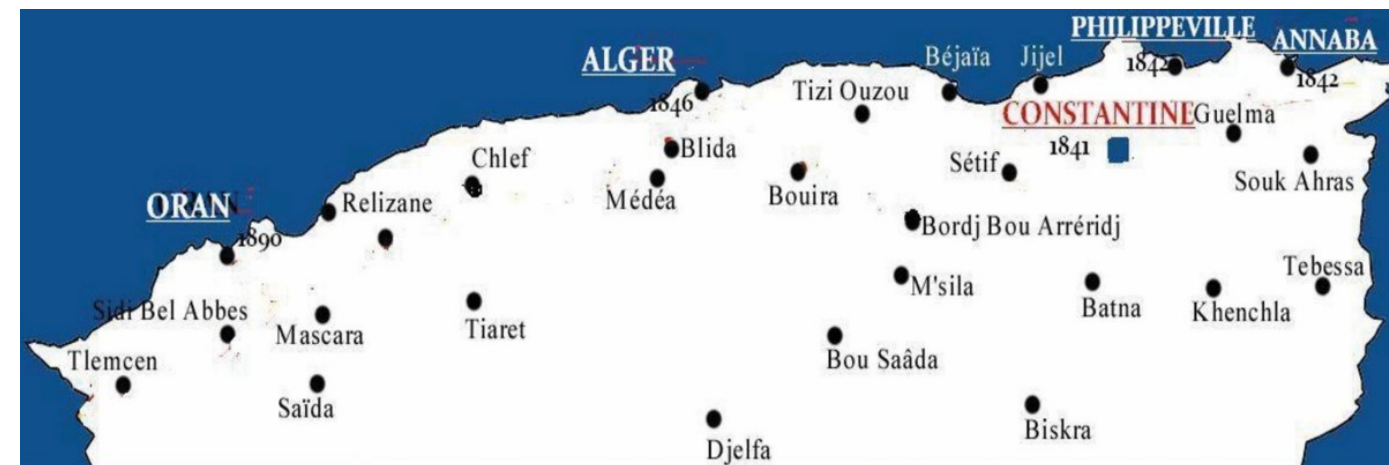 PHILIPPEVILLE
ANNABA
ALGER
Béjaïa
Jijel
1842
1842
1846
Tizi Ouzou
CONSTANTINE
Guelma
1841
Blida
Chlef
Sétif
Souk Ahras
Médéa
Bouira
ORAN
Relizane
Bordj Bou Arréridj
1890
Tebessa
M'sila
Batna
Khenchla
Sidi Bel Abbes
Mascara
Tiaret
Tlemcen
Bou Saâda
Saïda
Biskra
Djelfa